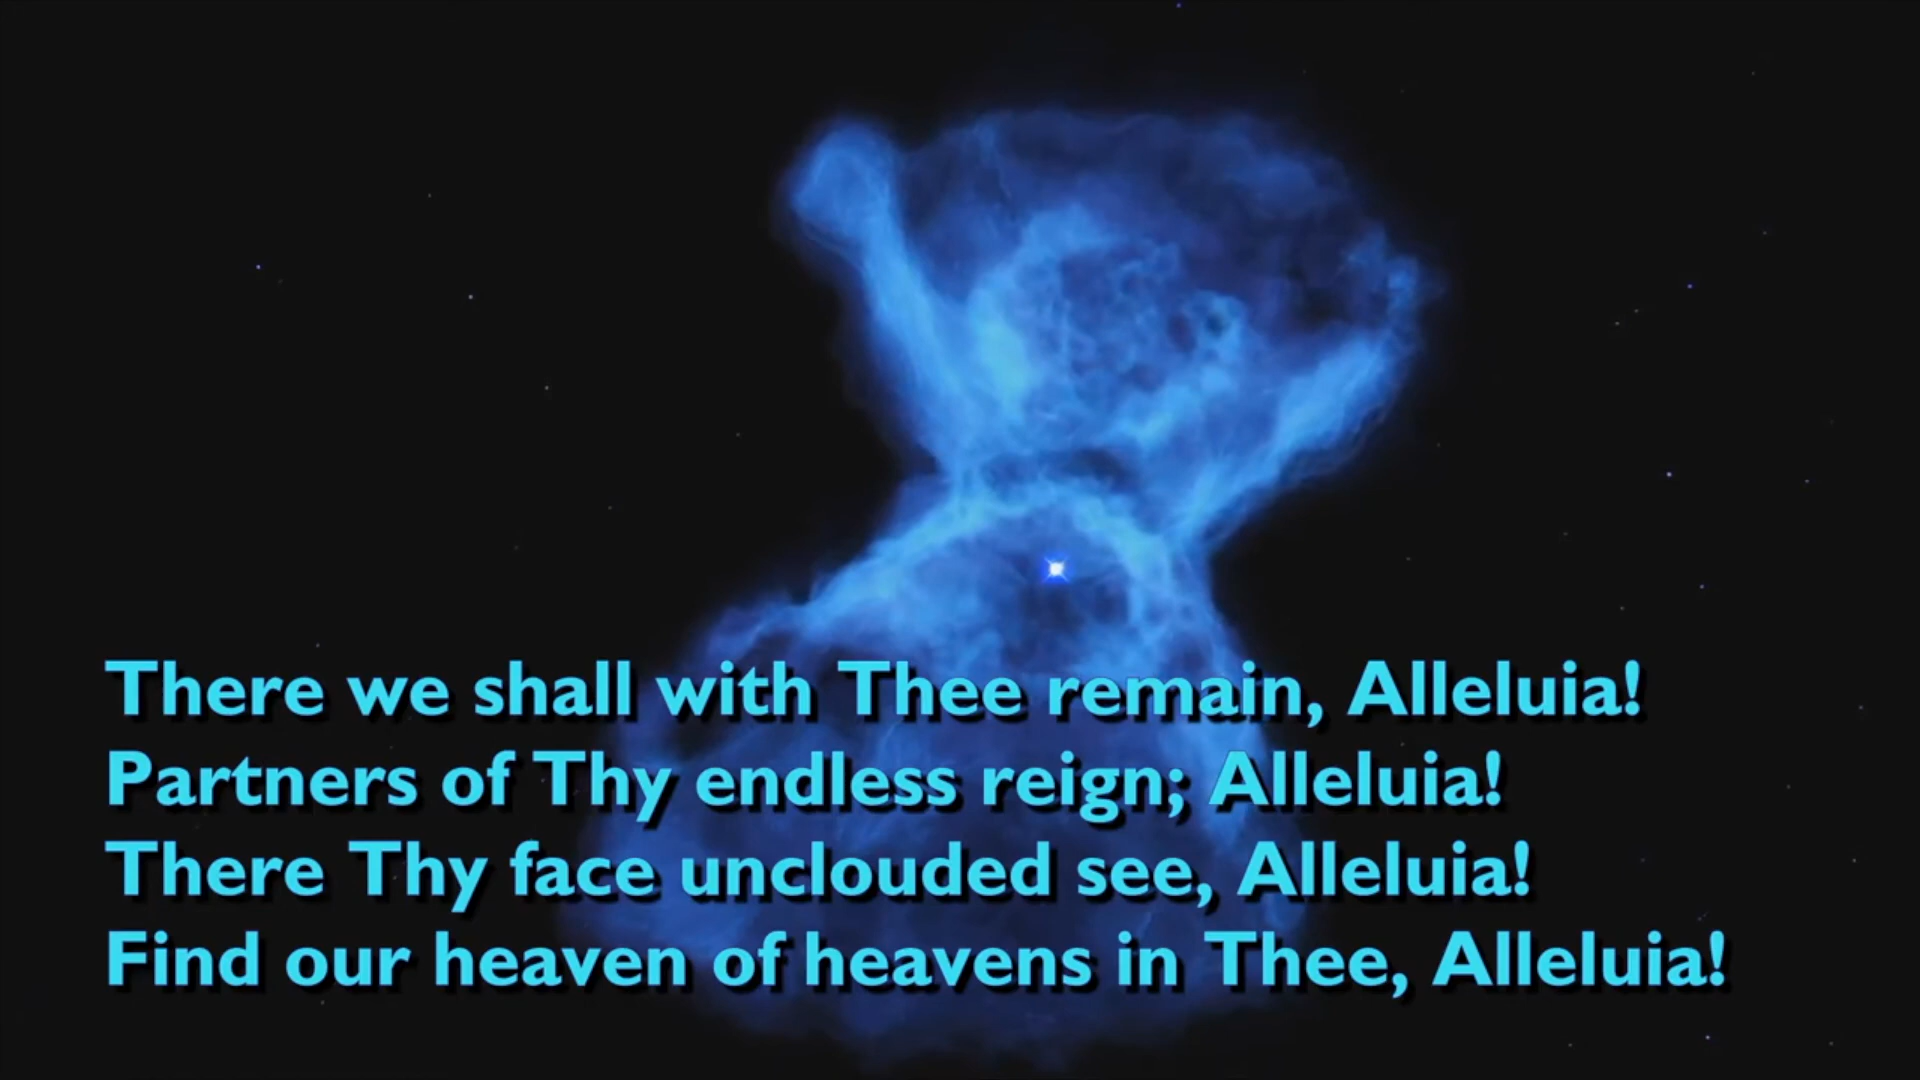 There we shall with Thee remain, Alleluia!
Partners of Thy endless reign; Alleluia!
There Thy face unclouded see, Alleluia!
Find our heaven of heavens in Thee, Alleluia!